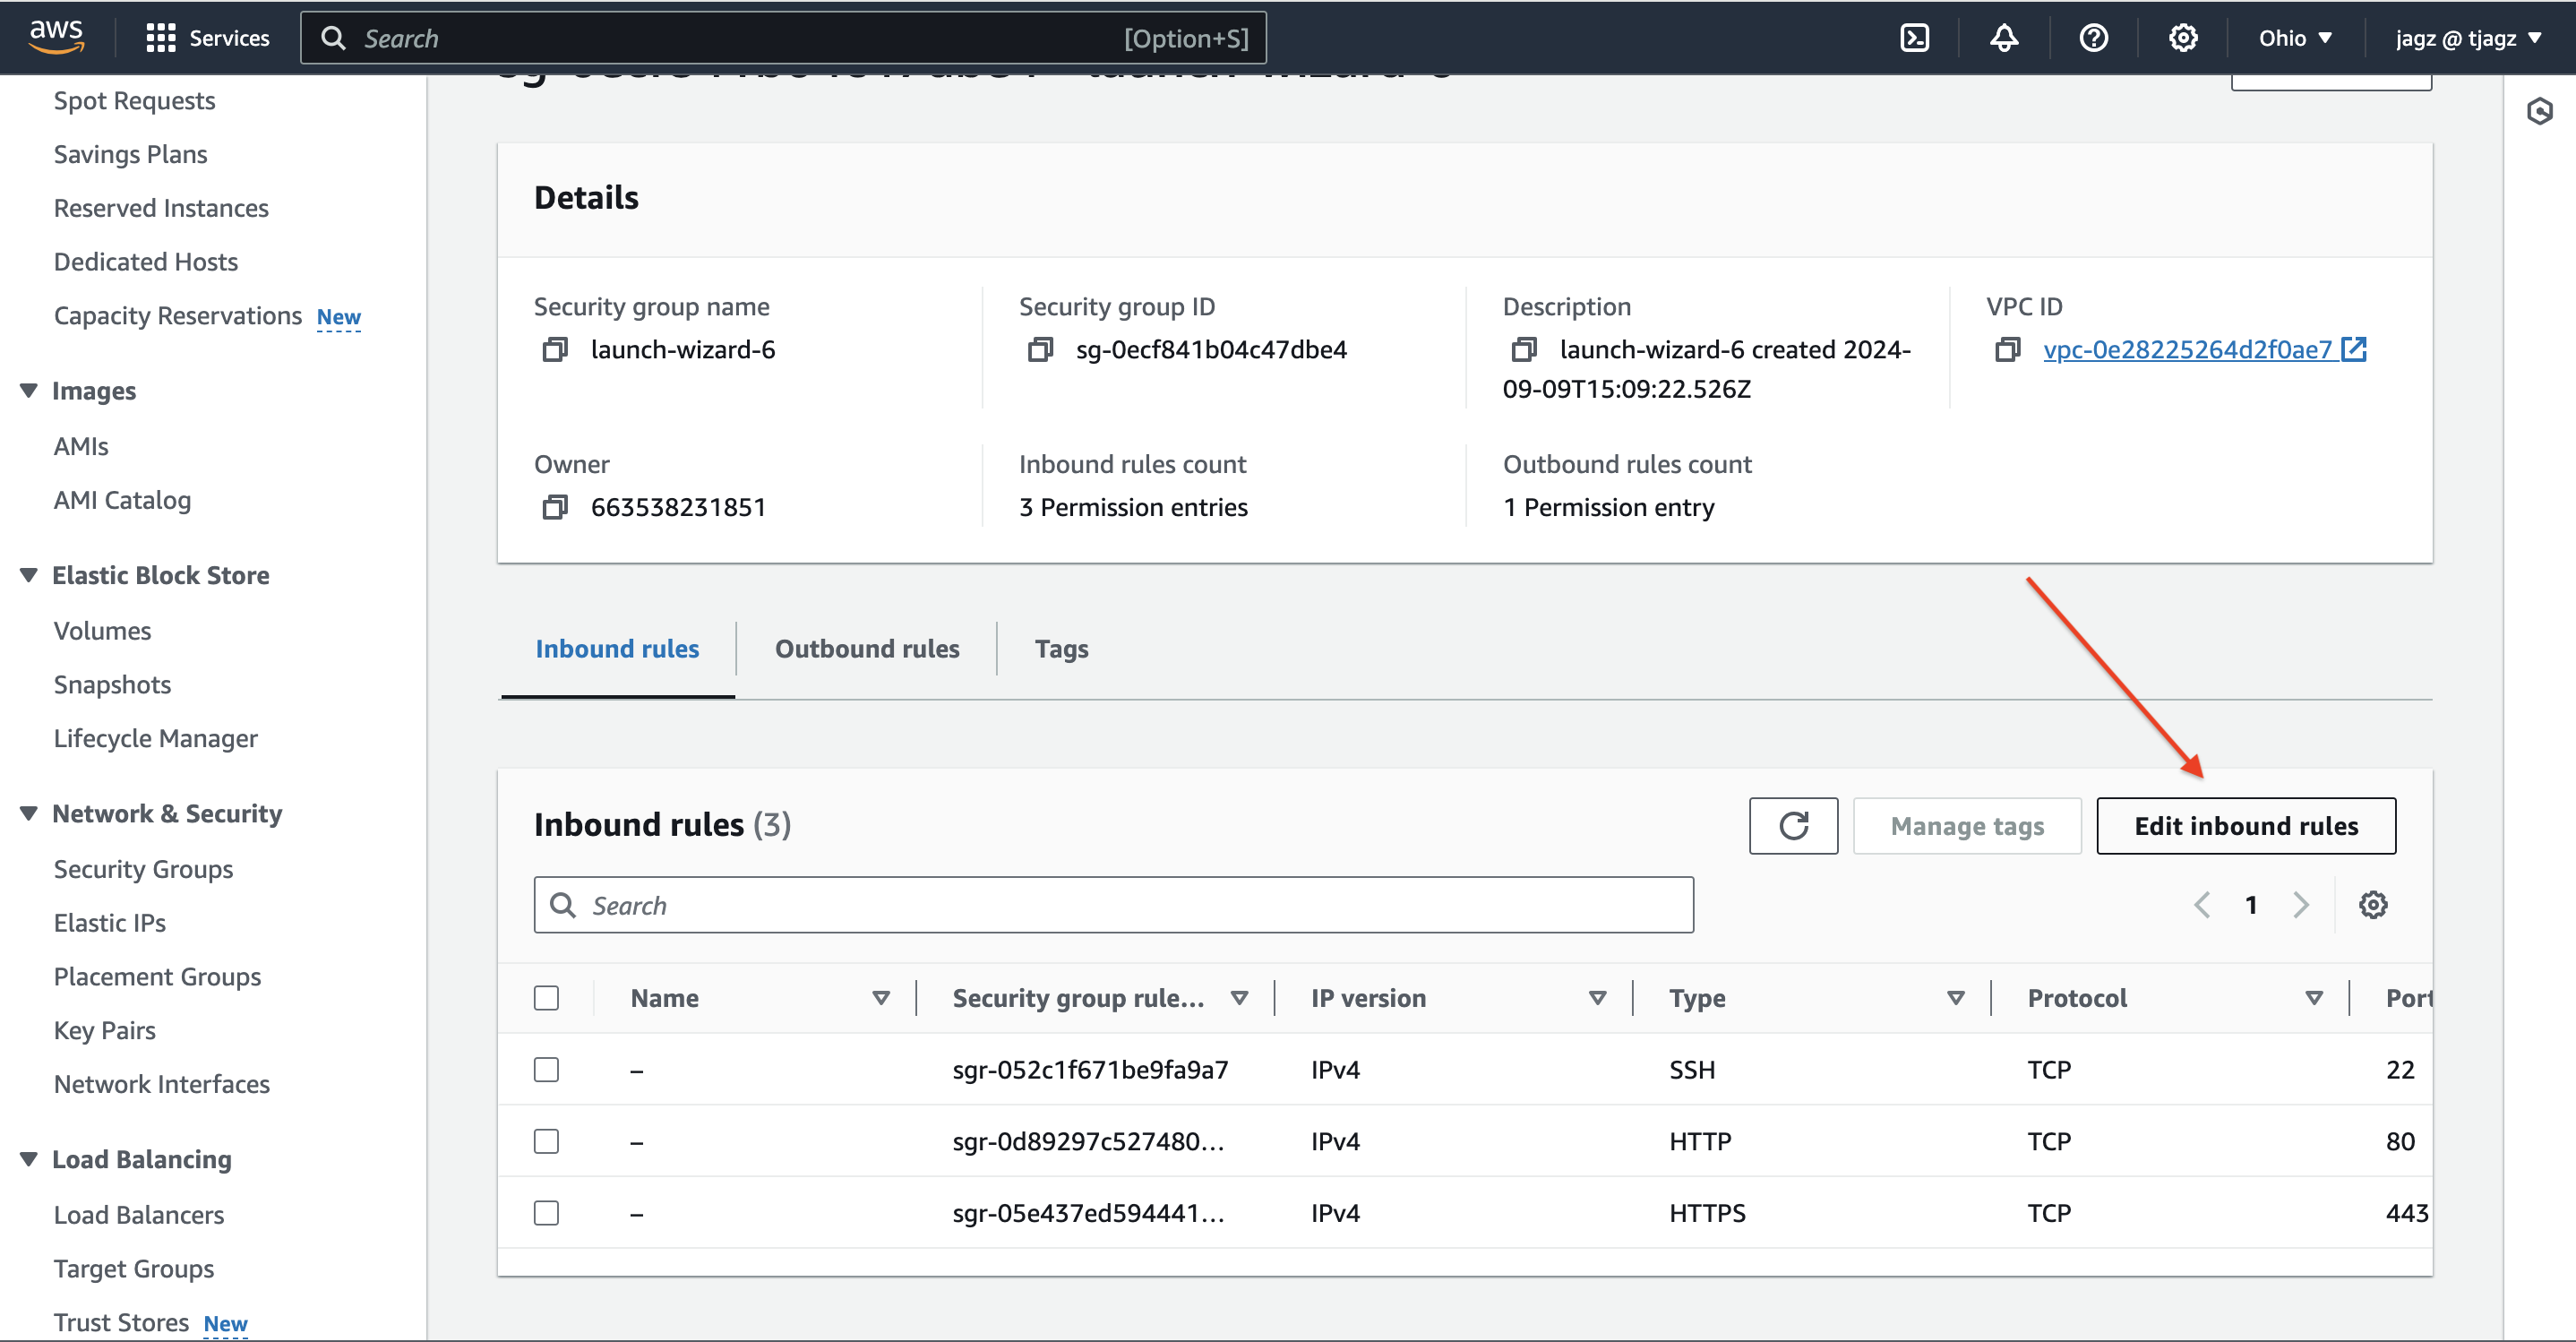 aws
Services
Search [Option+S]
Ohio
jagz @ tjagz
Spot Requests
Savings Plans
Reserved Instances
Dedicated Hosts
Capacity Reservations New
Images
AMIs
AMI Catalog
Elastic Block Store
Volumes
Snapshots
Lifecycle Manager
Network & Security
Security Groups
Elastic IPs
Placement Groups
Key Pairs
Network Interfaces
Load Balancing
Load Balancers
Target Groups
Trust Stores New
Details
Security group name
launch-wizard-6
Security group ID
sg-0ecf841b04c47dbe4
Description
launch-wizard-6 created 2024-
09-09T15:09:22.526Z
VPC ID
vpc-0e28225264d2f0ae7
Owner
663538231851
Inbound rules count
3 Permission entries
Outbound rules count
1 Permission entry
Inbound rules
Outbound rules
Tags
Inbound rules (3)
Manage tags
Edit inbound rules
Search
1
Name Security group rule... IP version Type Protocol Port
– sgr-052c1f671be9fa9a7 IPv4 SSH TCP 22
– sgr-0d89297c527480... IPv4 HTTP TCP 80
– sgr-05e437ed594441... IPv4 HTTPS TCP 443